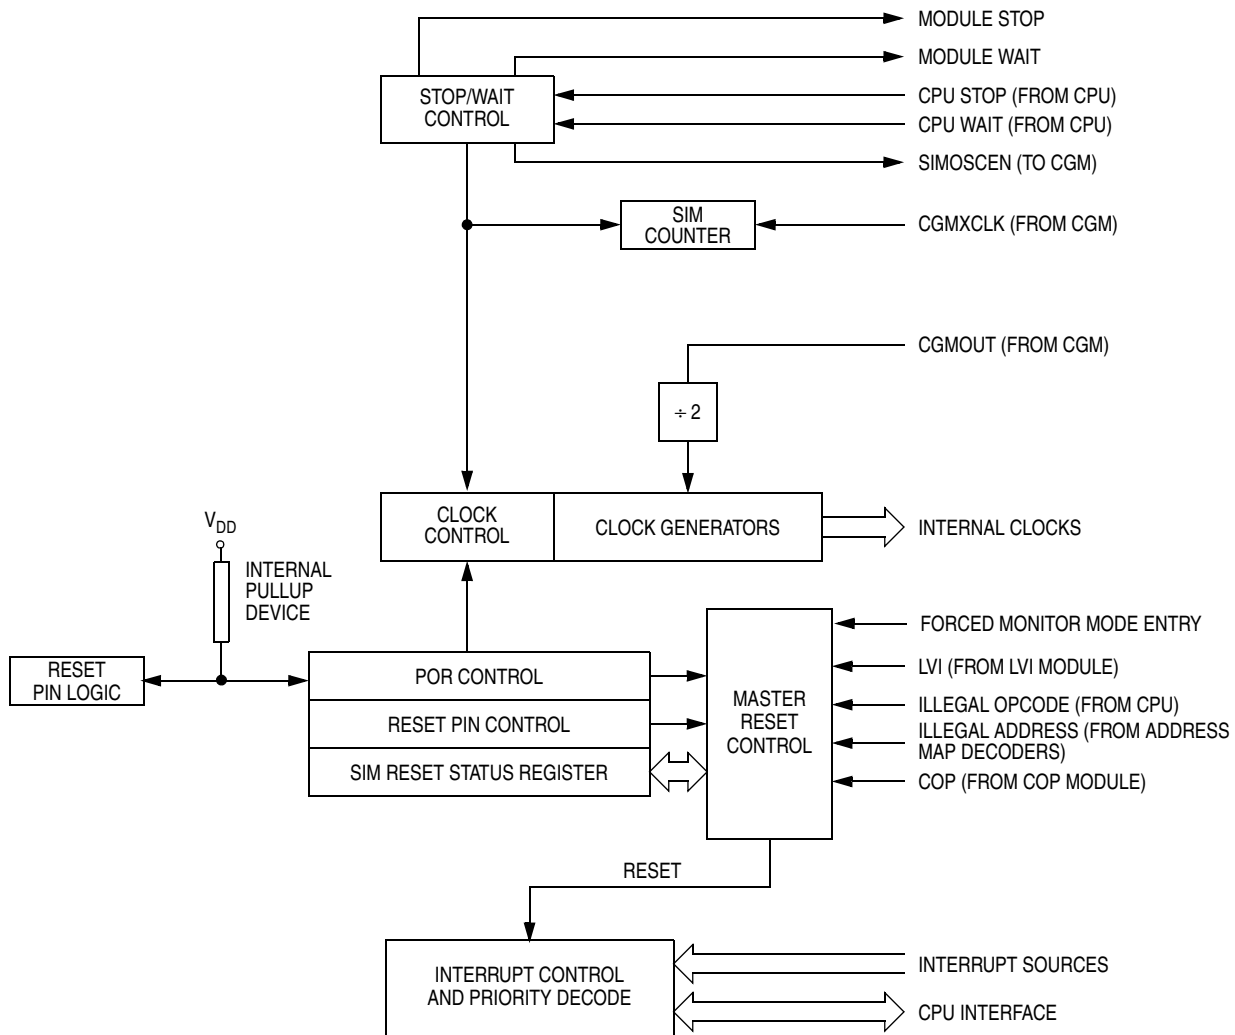 MODULE STOP
MODULE WAIT
STOP/WAIT
CONTROL
CPU STOP (FROM CPU)
CPU WAIT (FROM CPU)
SIMOSCEN (TO CGM)
SIM
COUNTER
CGMXCLK (FROM CGM)
CGMOUT (FROM CGM)
÷ 2
CLOCK
CONTROL
CLOCK GENERATORS
INTERNAL CLOCKS
VDD
INTERNAL
PULLUP
DEVICE
RESET
PIN LOGIC
POR CONTROL
RESET PIN CONTROL
SIM RESET STATUS REGISTER
MASTER
RESET
CONTROL
FORCED MONITOR MODE ENTRY
LVI (FROM LVI MODULE)
ILLEGAL OPCODE (FROM CPU)
ILLEGAL ADDRESS (FROM ADDRESS
MAP DECODERS)
COP (FROM COP MODULE)
RESET
INTERRUPT CONTROL
AND PRIORITY DECODE
INTERRUPT SOURCES
CPU INTERFACE